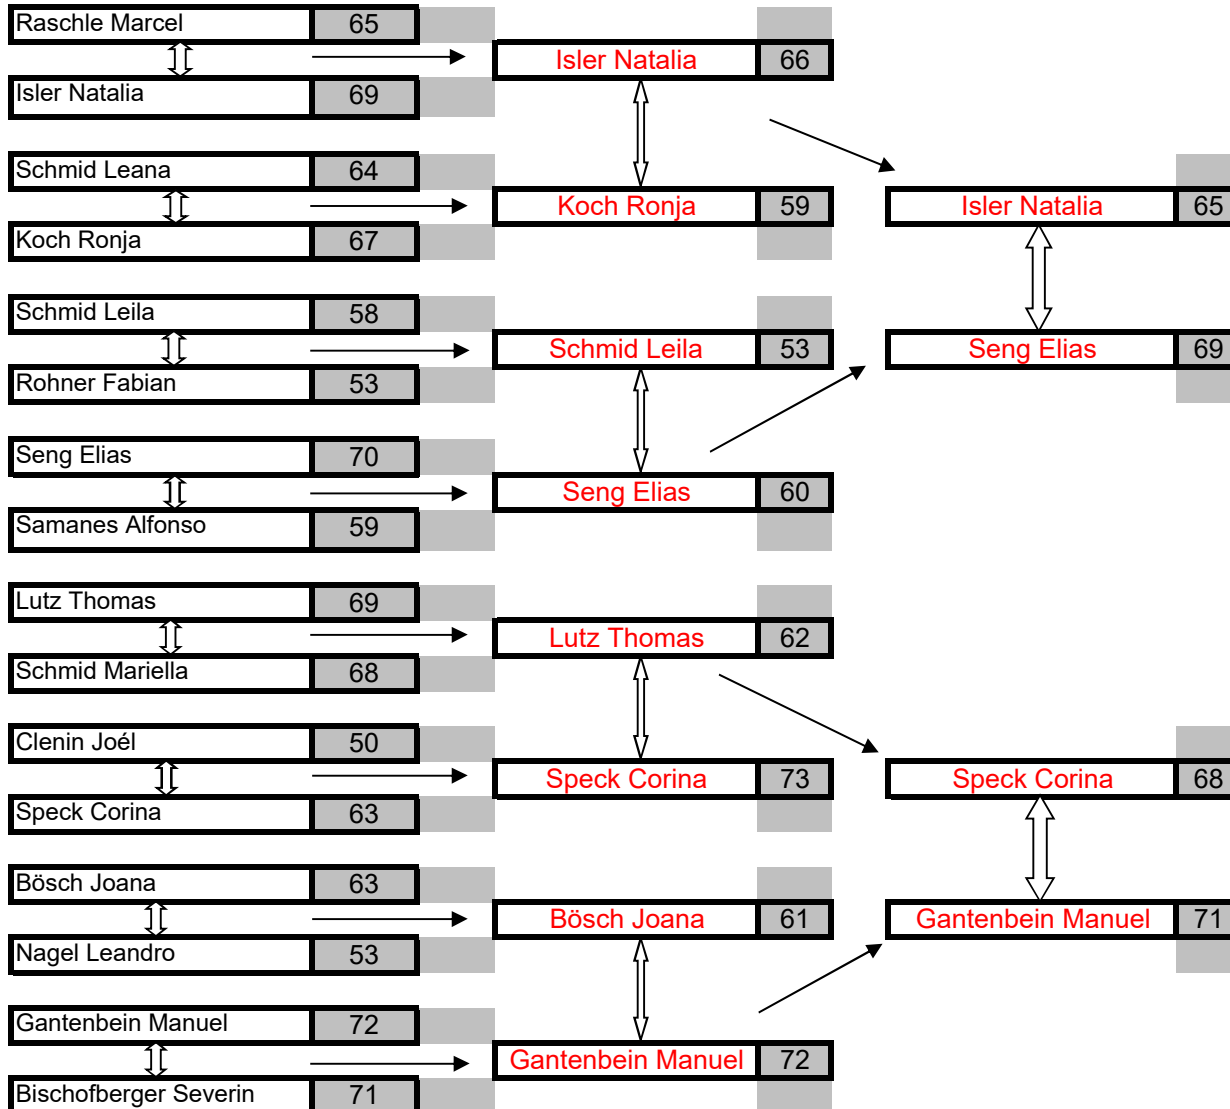 Raschle Marcel 65
Isler Natalia 66
Isler Natalia 69
Schmid Leana 64
Koch Ronja 59
Isler Natalia 65
Koch Ronja 67
Schmid Leila 58
Schmid Leila 53
Seng Elias 69
Rohner Fabian 53
Seng Elias 70
Seng Elias 60
Samanes Alfonso 59
Lutz Thomas 69
Lutz Thomas 62
Schmid Mariella 68
Clenin Joél 50
Speck Corina 73
Speck Corina 68
Speck Corina 63
Bösch Joana 63
Bösch Joana 61
Gantenbein Manuel 71
Nagel Leandro 53
Gantenbein Manuel 72
Gantenbein Manuel 72
Bischofberger Severin 71